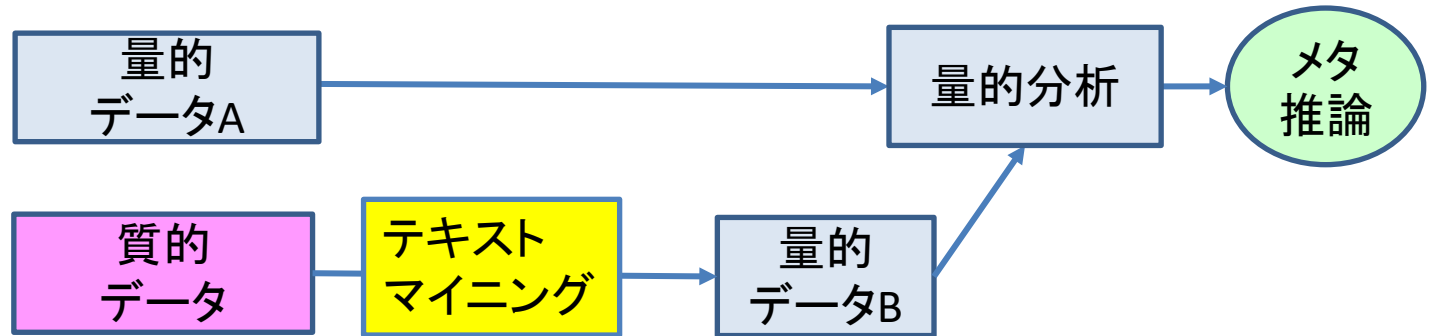 量的
データA
量的分析
メタ
推論
質的
データ
テキスト
マイニング
量的
データB